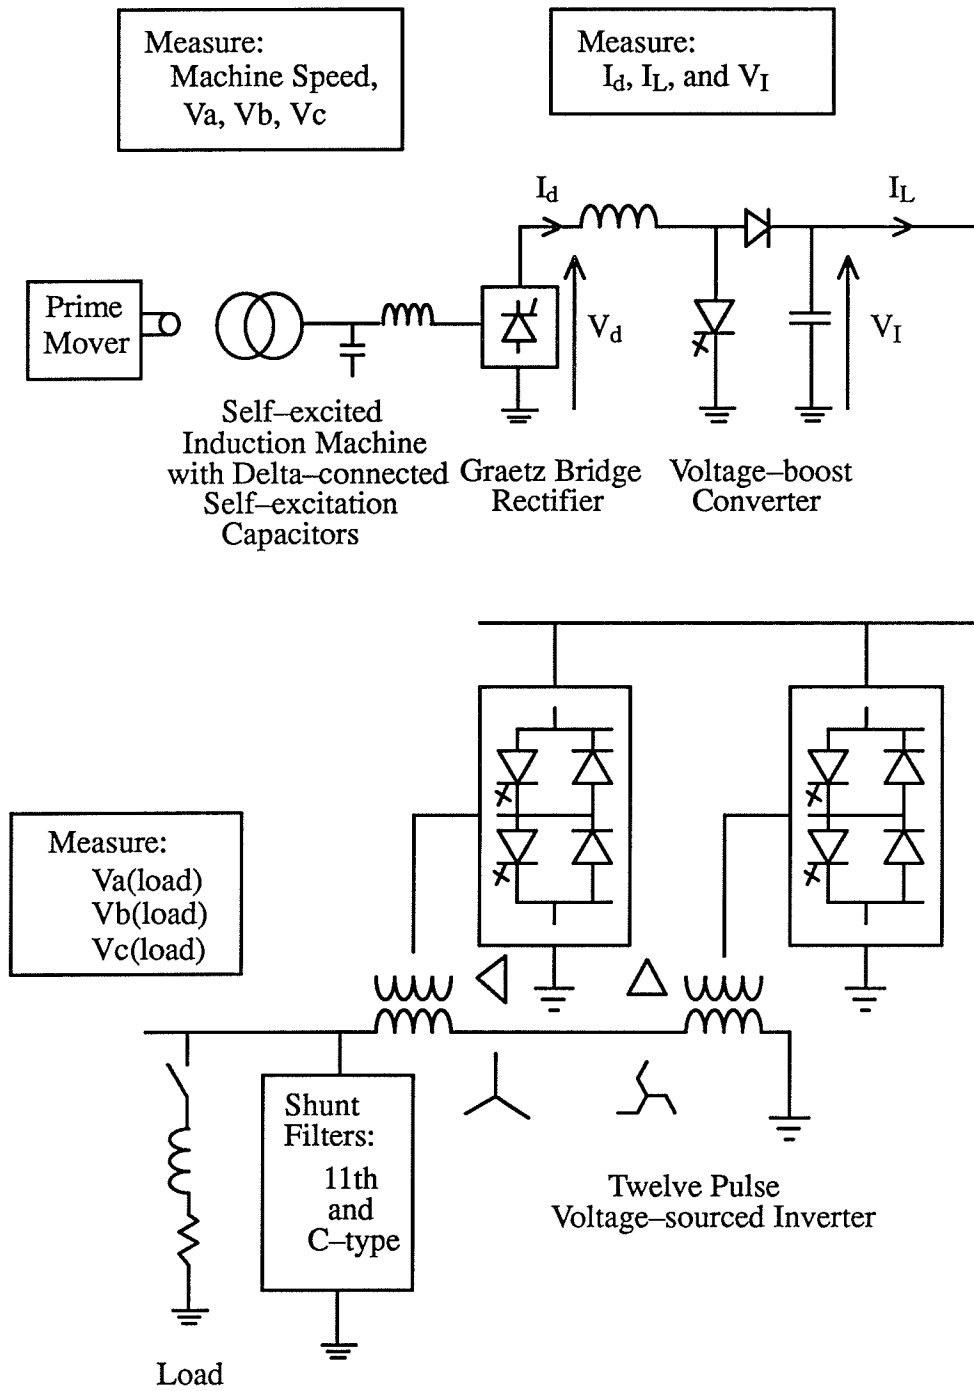 Measure:
Machine Speed,
Va, Vb, Vc
Measure:
Id, IL, and VI
Id
IL
Prime
Mover
Vd
VI
Self–excited
Induction Machine
with Delta–connected
Self–excitation
Capacitors
Graetz Bridge
Rectifier
Voltage–boost
Converter
Measure:
Va(load)
Vb(load)
Vc(load)
Shunt
Filters:
11th
and
C–type
Twelve Pulse
Voltage–sourced Inverter
Load